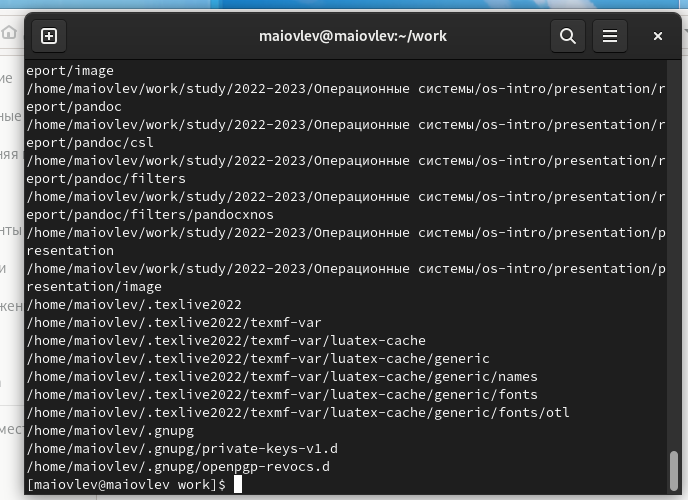 maiovlev@maiovlev:~/work
eport/image
/home/maiovlev/work/study/2022-2023/Операционные системы/os-intro/presentation/r
eport/pandoc
/home/maiovlev/work/study/2022-2023/Операционные системы/os-intro/presentation/r
eport/pandoc/csl
/home/maiovlev/work/study/2022-2023/Операционные системы/os-intro/presentation/r
eport/pandoc/filters
/home/maiovlev/work/study/2022-2023/Операционные системы/os-intro/presentation/r
eport/pandoc/filters/pandocxnos
/home/maiovlev/work/study/2022-2023/Операционные системы/os-intro/presentation/p
resentation
/home/maiovlev/work/study/2022-2023/Операционные системы/os-intro/presentation/p
resentation/image
/home/maiovlev/.texlive2022
/home/maiovlev/.texlive2022/texmf-var
/home/maiovlev/.texlive2022/texmf-var/luatex-cache
/home/maiovlev/.texlive2022/texmf-var/luatex-cache/generic
/home/maiovlev/.texlive2022/texmf-var/luatex-cache/generic/names
/home/maiovlev/.texlive2022/texmf-var/luatex-cache/generic/fonts
/home/maiovlev/.texlive2022/texmf-var/luatex-cache/generic/fonts/otl
/home/maiovlev/.gnupg
/home/maiovlev/.gnupg/private-keys-v1.d
/home/maiovlev/.gnupg/openpgp-revocs.d
[maiovlev@maiovlev work]$